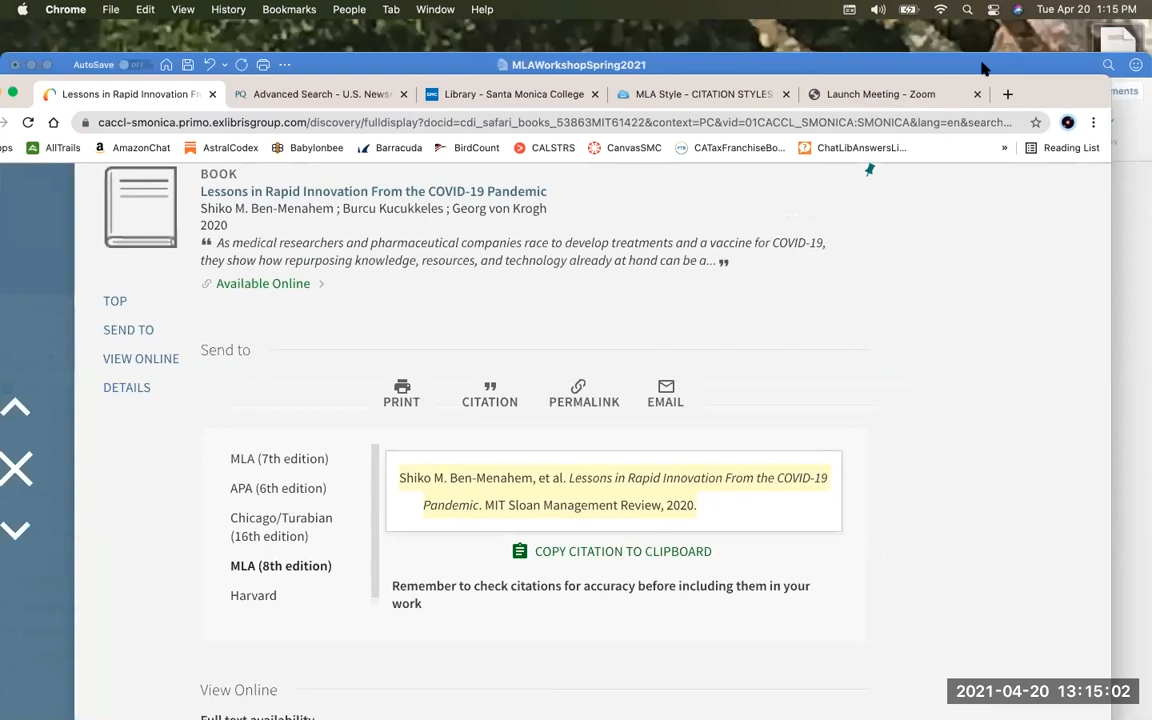 Chrome File Edit View History Bookmarks People Tab Window Help Tue Apr 20 1:15 PM
AutoSave OFF MLAWorkshopSpring2021
Lessons in Rapid Innovation Fr Advanced Search - U.S. News Library - Santa Monica College MLA Style - CITATION STYLES Launch Meeting - Zoom ments
caccl-smonica.primo.exlibrisgroup.com/discovery/fulldisplay?docid=cdi_safari_books_53863MIT61422&context=PC&vid=01CACCL_SMONICA:SMONICA&lang=en&search...
ps AllTrails AmazonChat AstralCodex Babylonbee Barracuda BirdCount CALSTRS CanvasSMC CATaxFranchiseBo... ChatLibAnswersLi... » Reading List
BOOK
Lessons in Rapid Innovation From the COVID-19 Pandemic
Shiko M. Ben-Menahem ; Burcu Kucukkeles ; Georg von Krogh
2020
❝ As medical researchers and pharmaceutical companies race to develop treatments and a vaccine for COVID-19,
they show how repurposing knowledge, resources, and technology already at hand can be a... ❞
Available Online
TOP
SEND TO
VIEW ONLINE
DETAILS
Send to
PRINT CITATION PERMALINK EMAIL
MLA (7th edition)
APA (6th edition)
Chicago/Turabian
(16th edition)
MLA (8th edition)
Harvard
Shiko M. Ben-Menahem, et al. Lessons in Rapid Innovation From the COVID-19
Pandemic. MIT Sloan Management Review, 2020.
COPY CITATION TO CLIPBOARD
Remember to check citations for accuracy before including them in your
work
View Online
Full text availability
2021-04-20 13:15:02